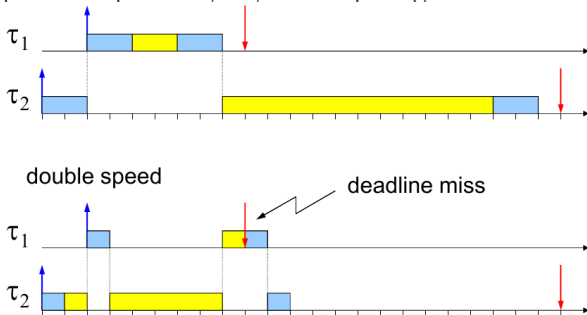 τ1
τ2
double speed
deadline miss
τ1
τ2